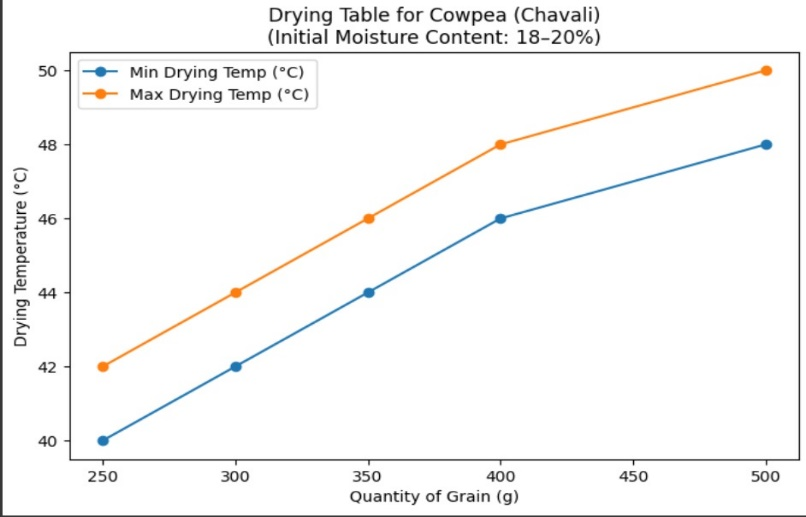 Drying Table for Cowpea (Chavali)
(Initial Moisture Content: 18–20%)
Min Drying Temp (°C)
Max Drying Temp (°C)
Drying Temperature (°C)
50
48
46
44
42
40
250 300 350 400 450 500
Quantity of Grain (g)